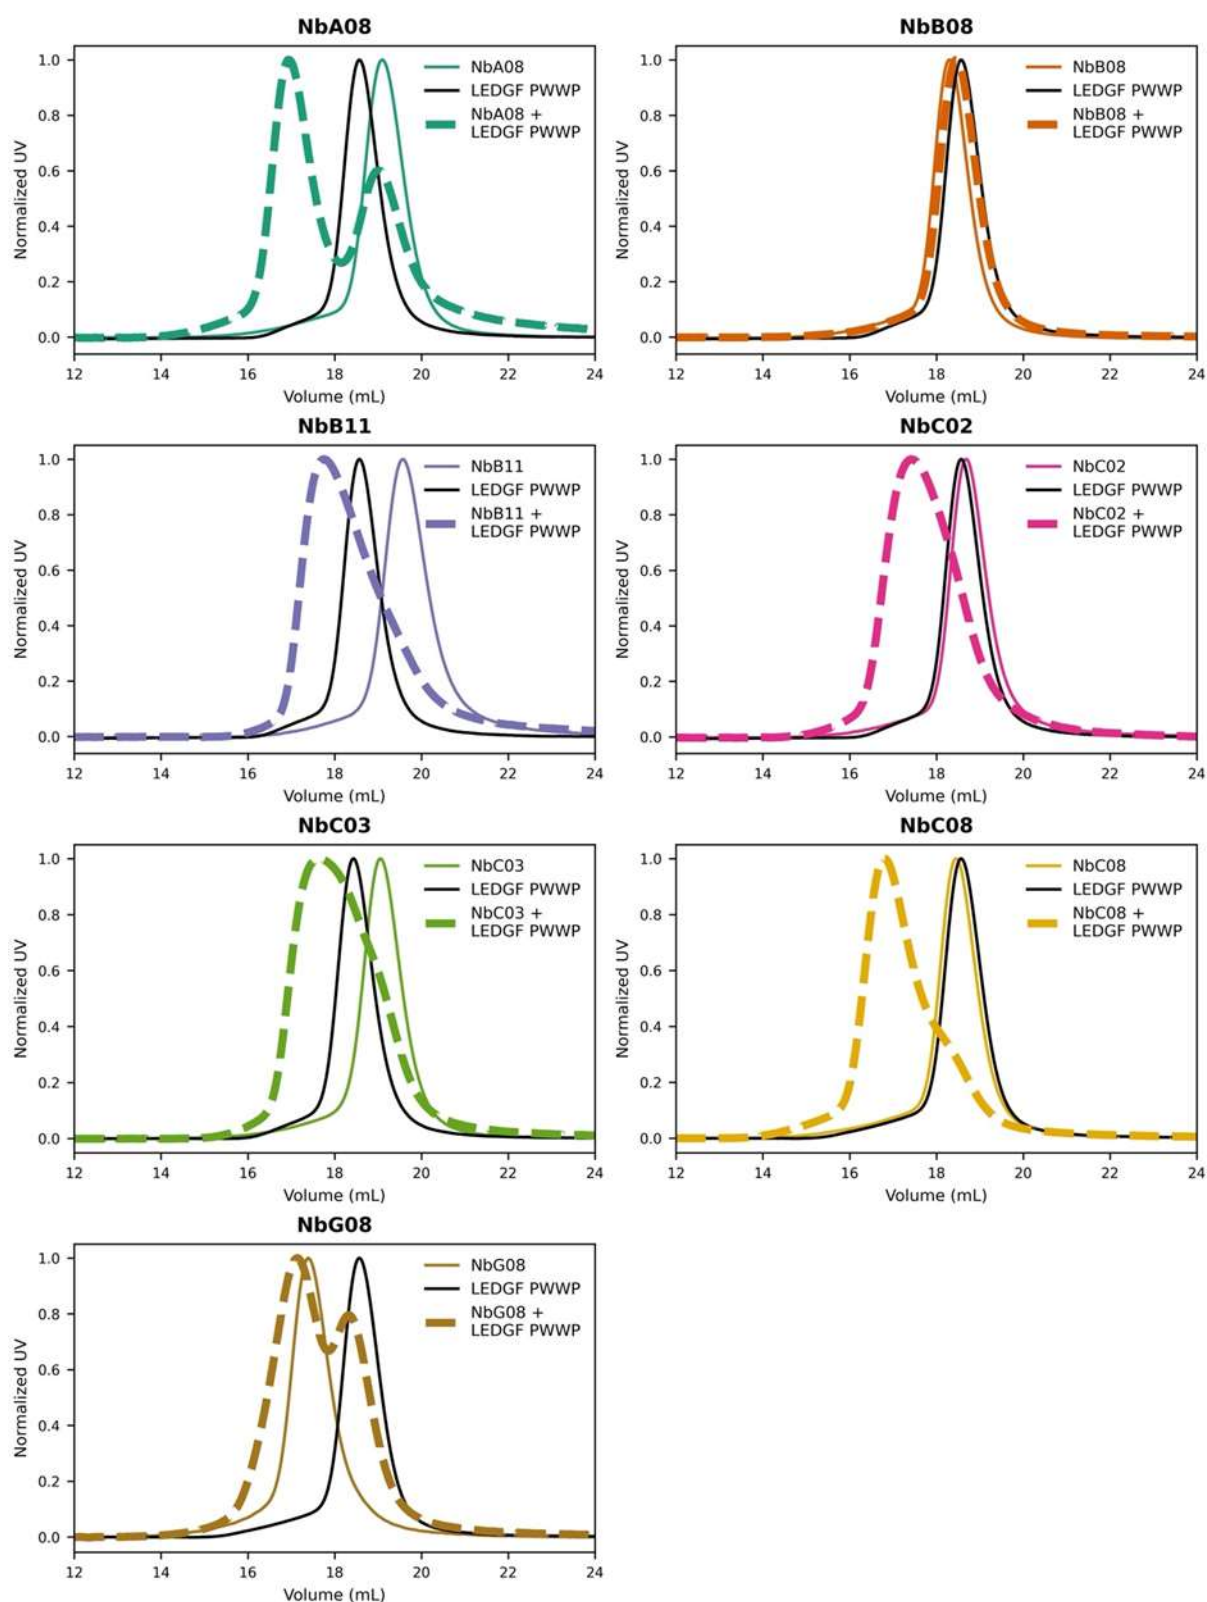 NbA08
1.0
0.8
0.6
0.4
0.2
0.0
Normalized UV
NbA08
LEDGF PWWP
NbA08 +
LEDGF PWWP
12 14 16 18 20 22 24
Volume (mL)
NbB08
1.0
0.8
0.6
0.4
0.2
0.0
Normalized UV
NbB08
LEDGF PWWP
NbB08 +
LEDGF PWWP
12 14 16 18 20 22 24
Volume (mL)
NbB11
1.0
0.8
0.6
0.4
0.2
0.0
Normalized UV
NbB11
LEDGF PWWP
NbB11 +
LEDGF PWWP
12 14 16 18 20 22 24
Volume (mL)
NbC02
1.0
0.8
0.6
0.4
0.2
0.0
Normalized UV
NbC02
LEDGF PWWP
NbC02 +
LEDGF PWWP
12 14 16 18 20 22 24
Volume (mL)
NbC03
1.0
0.8
0.6
0.4
0.2
0.0
Normalized UV
NbC03
LEDGF PWWP
NbC03 +
LEDGF PWWP
12 14 16 18 20 22 24
Volume (mL)
NbC08
1.0
0.8
0.6
0.4
0.2
0.0
Normalized UV
NbC08
LEDGF PWWP
NbC08 +
LEDGF PWWP
12 14 16 18 20 22 24
Volume (mL)
NbG08
1.0
0.8
0.6
0.4
0.2
0.0
Normalized UV
NbG08
LEDGF PWWP
NbG08 +
LEDGF PWWP
12 14 16 18 20 22 24
Volume (mL)